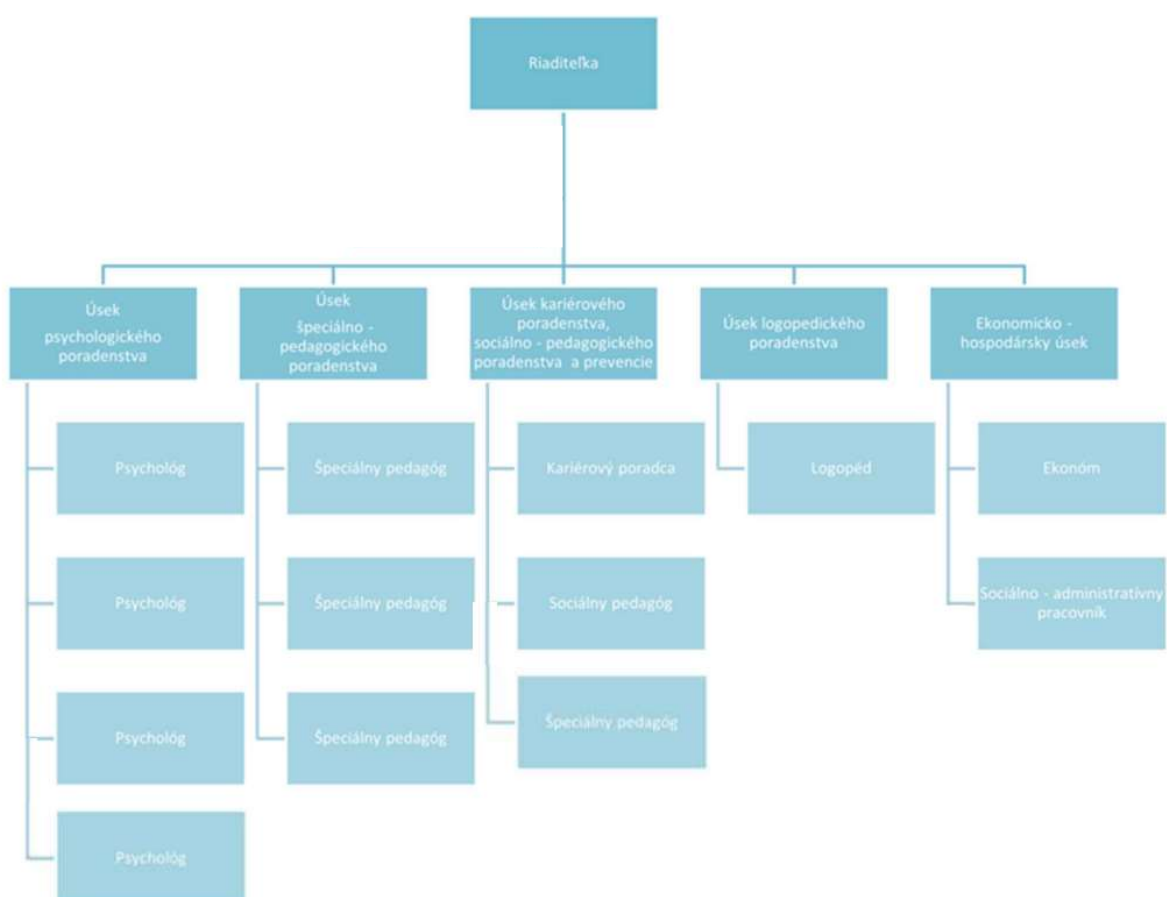 Riaditeľka
Úsek
psychologického
poradenstva
Úsek
špeciálno -
pedagogického
poradenstva
Úsek kariérového
poradenstva,
sociálno - pedagogického
poradenstva a prevencie
Úsek logopedického
poradenstva
Ekonomicko -
hospodársky úsek
Psychológ
Psychológ
Psychológ
Psychológ
Špeciálny pedagóg
Špeciálny pedagóg
Špeciálny pedagóg
Kariérový poradca
Sociálny pedagóg
Špeciálny pedagóg
Logopéd
Ekonóm
Sociálno - administratívny
pracovník